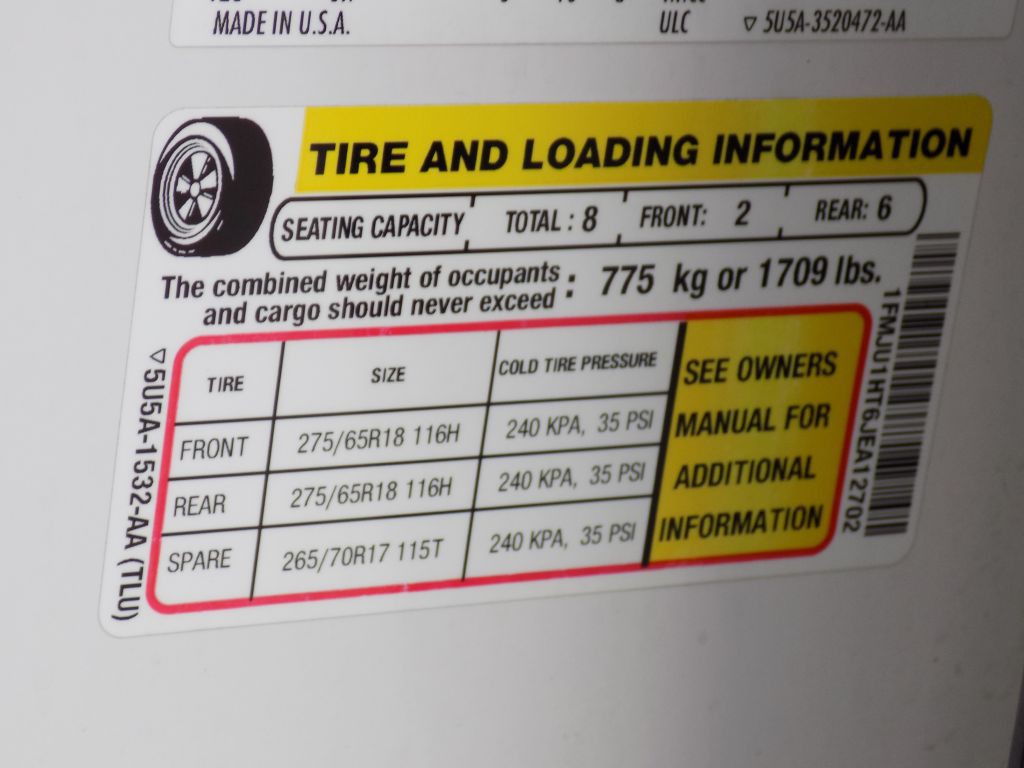 MADE IN U.S.A.
ULC ▽ 5U5A-3520472-AA
TIRE AND LOADING INFORMATION
SEATING CAPACITY TOTAL : 8 FRONT: 2 REAR: 6
The combined weight of occupants
and cargo should never exceed : 775 kg or 1709 lbs.
TIRE SIZE COLD TIRE PRESSURE
FRONT 275/65R18 116H 240 KPA, 35 PSI
REAR 275/65R18 116H 240 KPA, 35 PSI
SPARE 265/70R17 115T 240 KPA, 35 PSI
SEE OWNERS
MANUAL FOR
ADDITIONAL
INFORMATION
▽5U5A-1532-AA (TLU)
1FMJU1HT6JEA12702